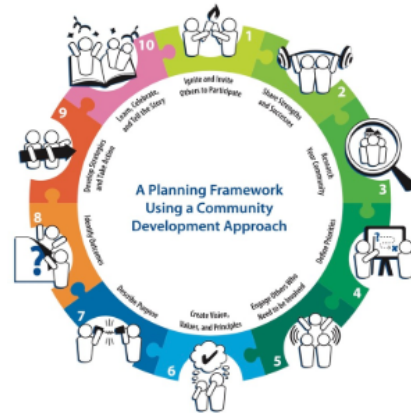 A Planning Framework
Using a Community
Development Approach
1
Ignite and Invite
Others to Participate
2
Share Strengths
and Successes
3
Research
Your Community
4
Define Priorities
5
Engage Others Who
Need to be Involved
6
Create Vision,
Values, and Principles
7
Describe Purpose
8
Identify Outcomes
?
9
Develop Strategies
and Take Action
10
Learn, Celebrate,
and Tell the Story